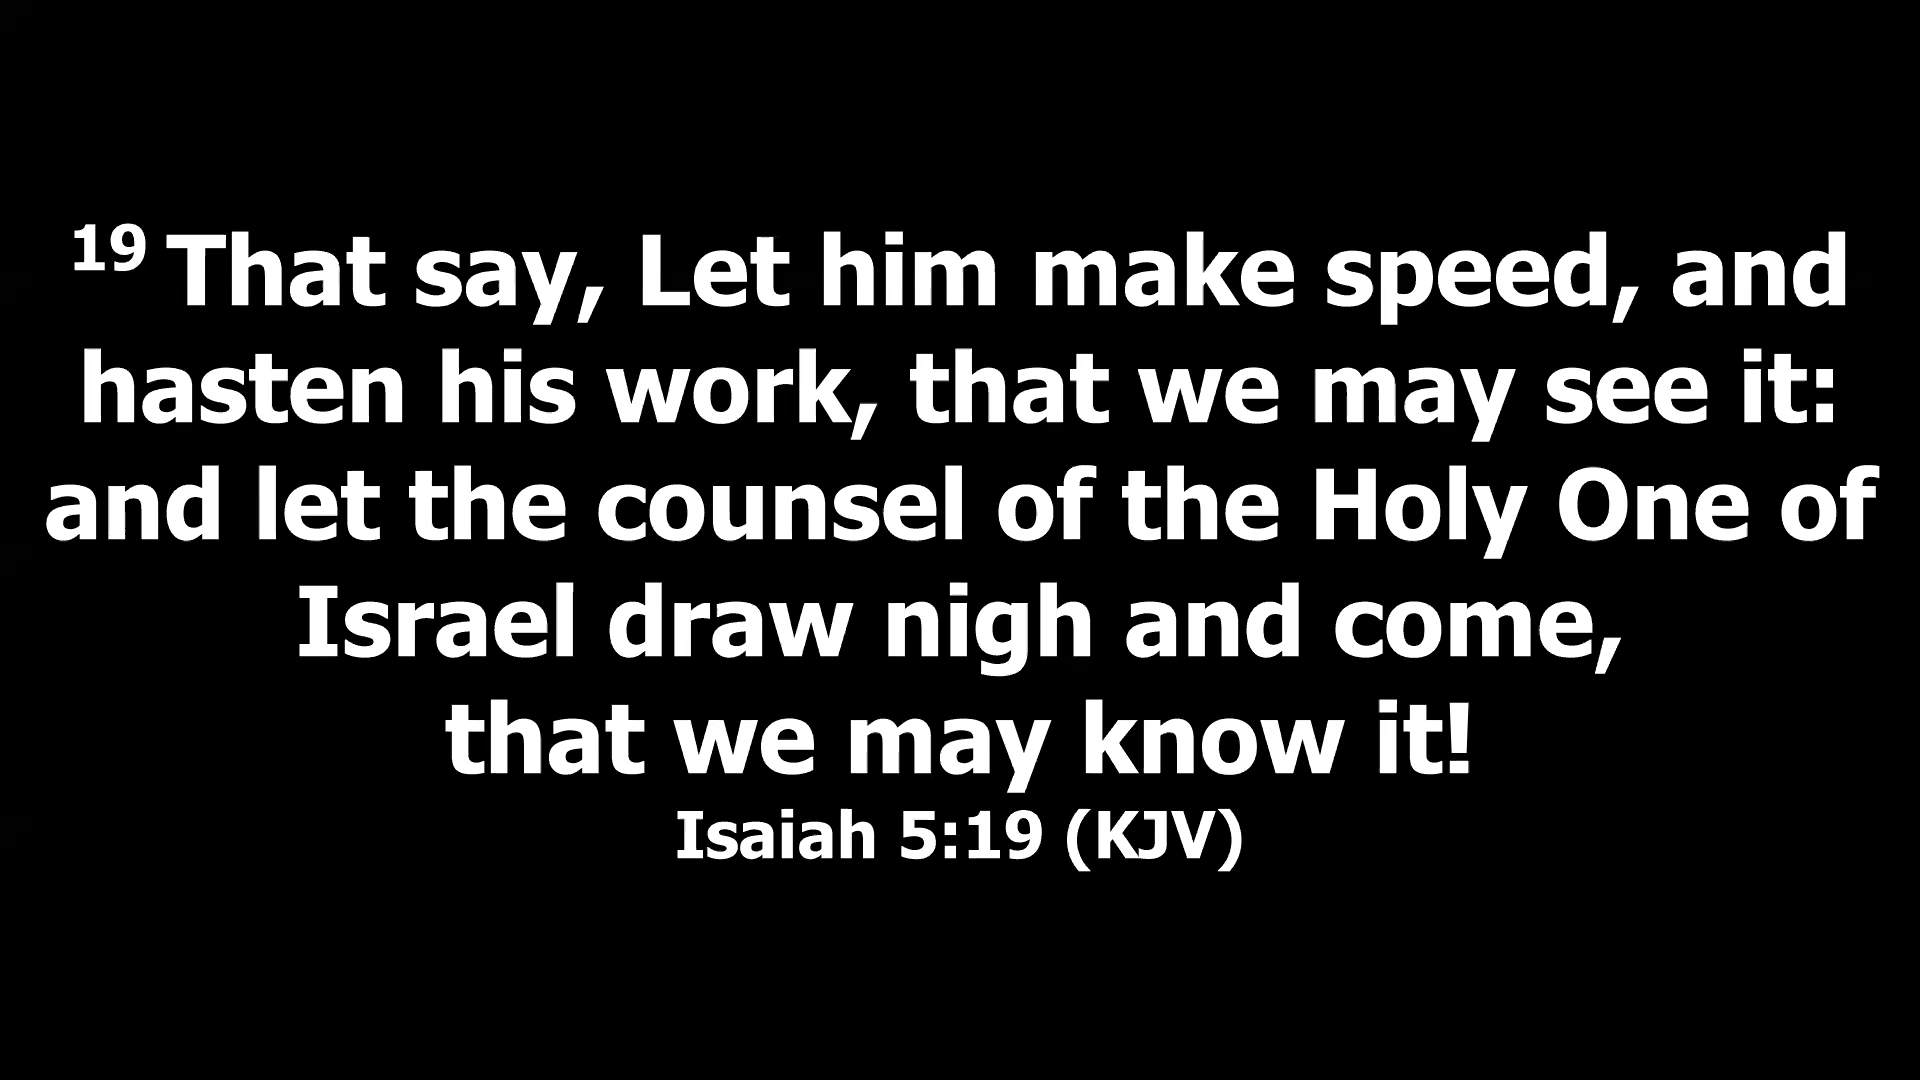 19 That say, Let him make speed, and
hasten his work, that we may see it:
and let the counsel of the Holy One of
Israel draw nigh and come,
that we may know it!
Isaiah 5:19 (KJV)